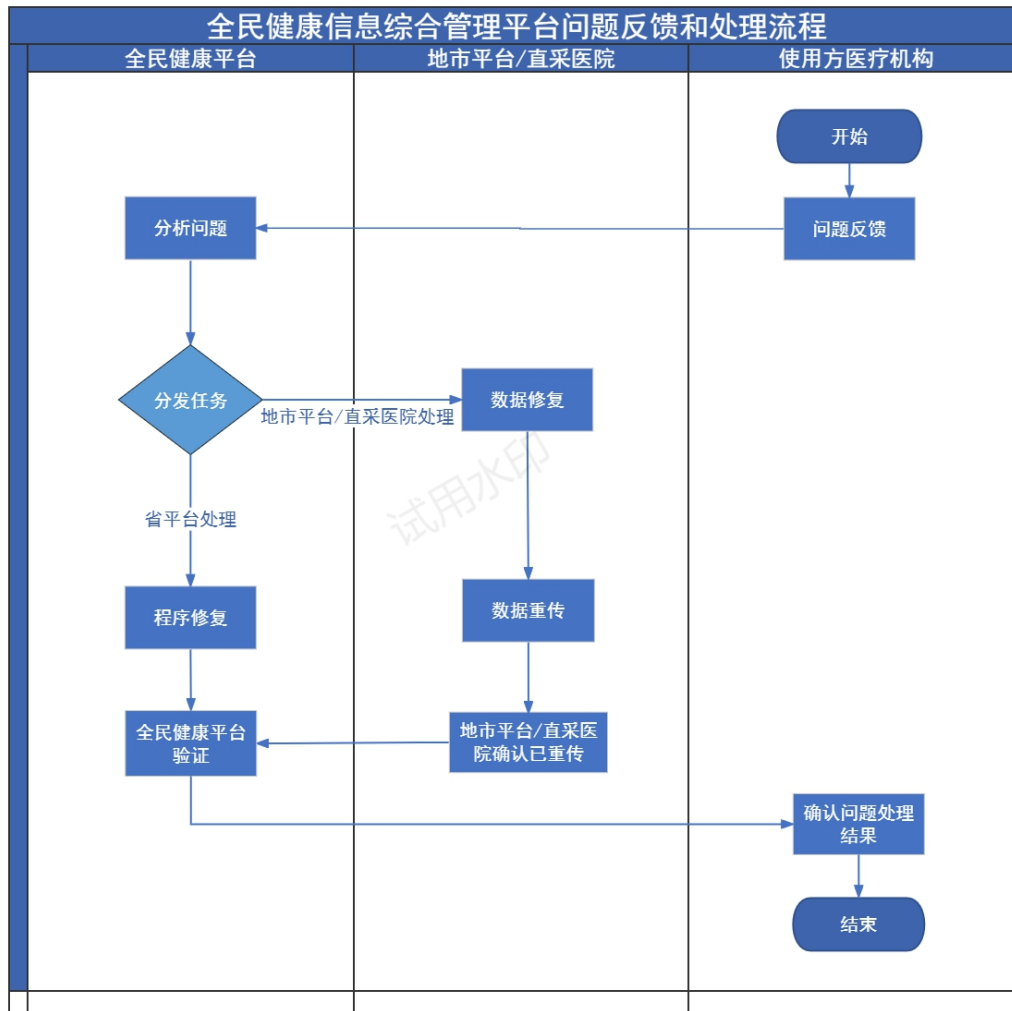 全民健康信息综合管理平台问题反馈和处理流程
全民健康平台
地市平台/直采医院
使用方医疗机构
开始
分析问题
问题反馈
分发任务
地市平台/直采医院处理
数据修复
试用水印
省平台处理
程序修复
数据重传
全民健康平台
验证
地市平台/直采医
院确认已重传
确认问题处理
结果
结束